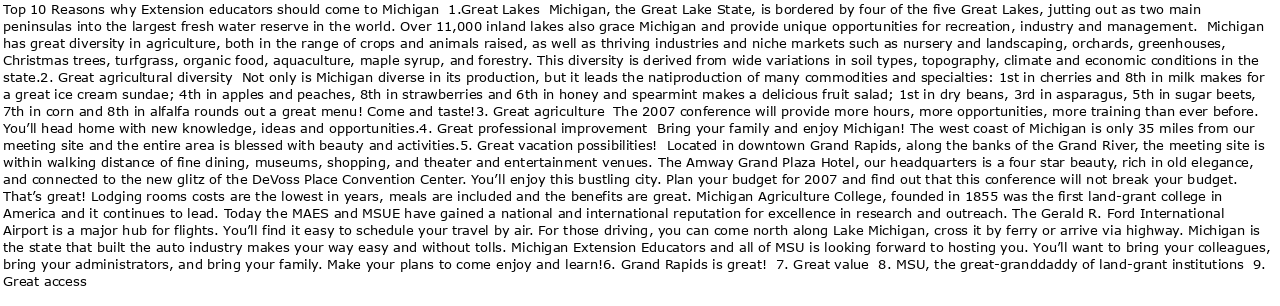 Top 10 Reasons why Extension educators should come to Michigan  1.Great Lakes  Michigan, the Great Lake State, is bordered by four of the five Great Lakes, jutting out as two main
peninsulas into the largest fresh water reserve in the world. Over 11,000 inland lakes also grace Michigan and provide unique opportunities for recreation, industry and management.  Michigan
has great diversity in agriculture, both in the range of crops and animals raised, as well as thriving industries and niche markets such as nursery and landscaping, orchards, greenhouses,
Christmas trees, turfgrass, organic food, aquaculture, maple syrup, and forestry. This diversity is derived from wide variations in soil types, topography, climate and economic conditions in the
state.2. Great agricultural diversity  Not only is Michigan diverse in its production, but it leads the natiproduction of many commodities and specialties: 1st in cherries and 8th in milk makes for
a great ice cream sundae; 4th in apples and peaches, 8th in strawberries and 6th in honey and spearmint makes a delicious fruit salad; 1st in dry beans, 3rd in asparagus, 5th in sugar beets,
7th in corn and 8th in alfalfa rounds out a great menu! Come and taste!3. Great agriculture  The 2007 conference will provide more hours, more opportunities, more training than ever before.
You’ll head home with new knowledge, ideas and opportunities.4. Great professional improvement  Bring your family and enjoy Michigan! The west coast of Michigan is only 35 miles from our
meeting site and the entire area is blessed with beauty and activities.5. Great vacation possibilities!  Located in downtown Grand Rapids, along the banks of the Grand River, the meeting site is
within walking distance of fine dining, museums, shopping, and theater and entertainment venues. The Amway Grand Plaza Hotel, our headquarters is a four star beauty, rich in old elegance,
and connected to the new glitz of the DeVoss Place Convention Center. You’ll enjoy this bustling city. Plan your budget for 2007 and find out that this conference will not break your budget.
That’s great! Lodging rooms costs are the lowest in years, meals are included and the benefits are great. Michigan Agriculture College, founded in 1855 was the first land-grant college in
America and it continues to lead. Today the MAES and MSUE have gained a national and international reputation for excellence in research and outreach. The Gerald R. Ford International
Airport is a major hub for flights. You’ll find it easy to schedule your travel by air. For those driving, you can come north along Lake Michigan, cross it by ferry or arrive via highway. Michigan is
the state that built the auto industry makes your way easy and without tolls. Michigan Extension Educators and all of MSU is looking forward to hosting you. You’ll want to bring your colleagues,
bring your administrators, and bring your family. Make your plans to come enjoy and learn!6. Grand Rapids is great!  7. Great value  8. MSU, the great-granddaddy of land-grant institutions  9.
Great access